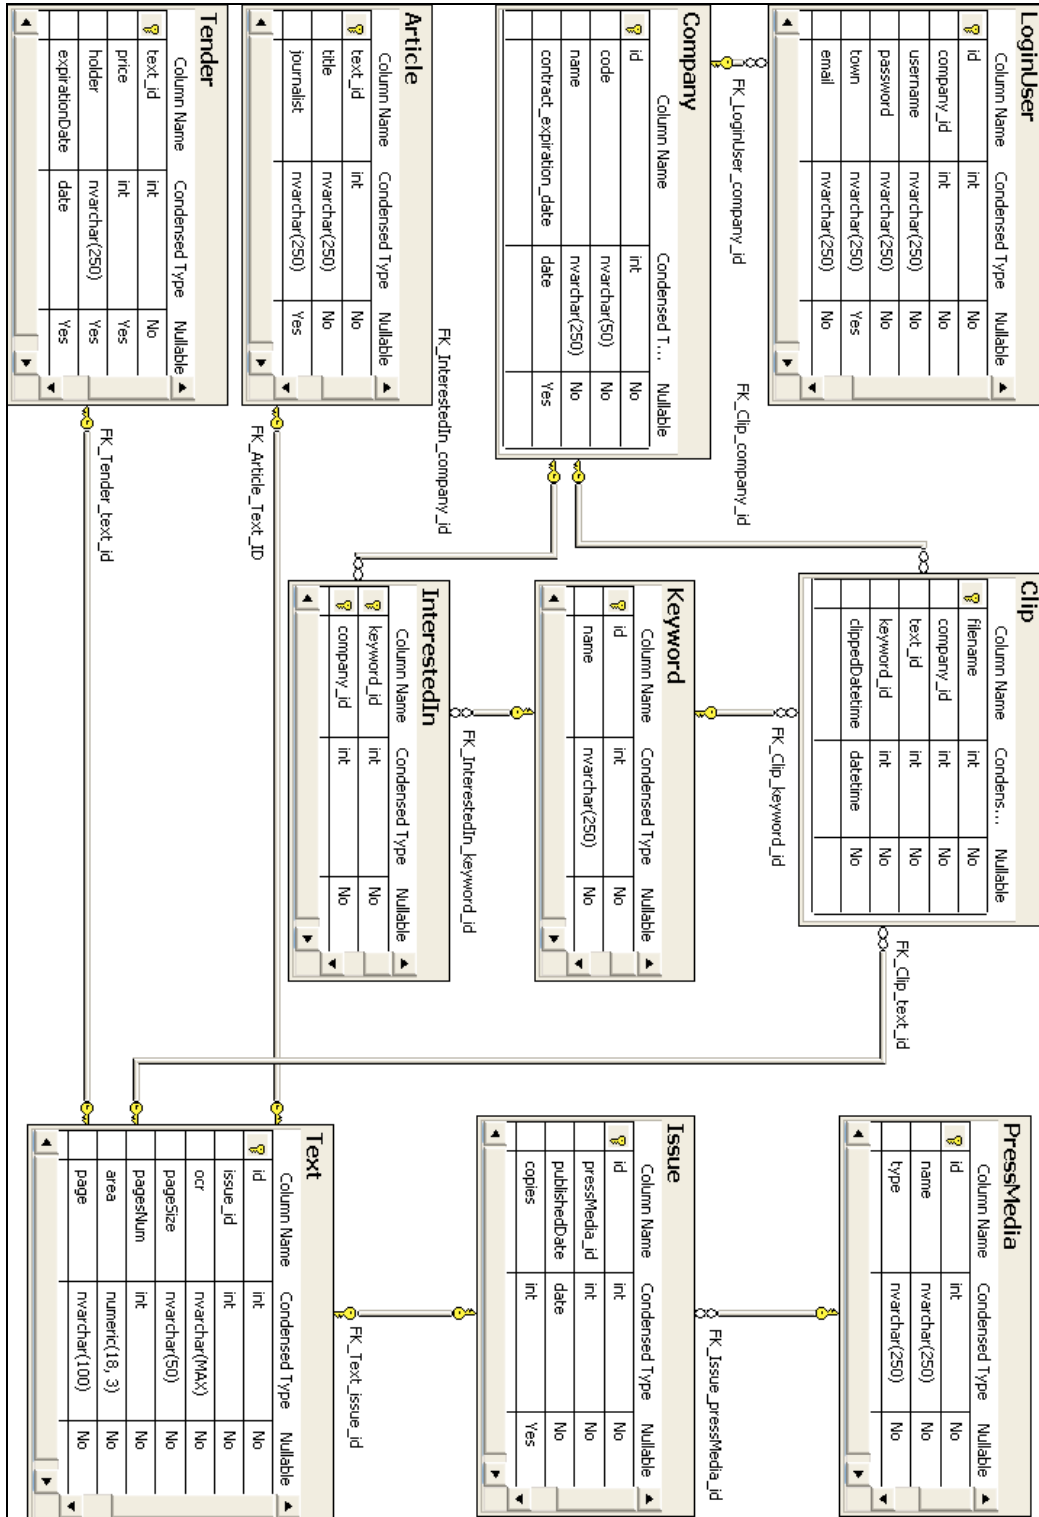 LoginUser
Column Name Condensed Type Nullable
id int No
company_id int No
username nvarchar(250) No
password nvarchar(250) No
town nvarchar(250) Yes
email nvarchar(250) No
FK_LoginUser_company_id
Company
Column Name Condensed T... Nullable
id int No
code nvarchar(50) No
name nvarchar(250) No
contract_expiration_date date Yes
FK_Clip_company_id
FK_InterestedIn_company_id
Article
Column Name Condensed Type Nullable
text_id int No
title nvarchar(250) No
journalist nvarchar(250) Yes
FK_Article_Text_ID
Tender
Column Name Condensed Type Nullable
text_id int No
price int Yes
holder nvarchar(250) Yes
expirationDate date Yes
FK_Tender_text_id
Clip
Column Name Condens... Nullable
filename int No
company_id int No
text_id int No
keyword_id int No
clippedDatetime datetime No
FK_Clip_keyword_id
FK_Clip_text_id
Keyword
Column Name Condensed Type Nullable
id int No
name nvarchar(250) No
FK_InterestedIn_keyword_id
InterestedIn
Column Name Condensed Type Nullable
keyword_id int No
company_id int No
PressMedia
Column Name Condensed Type Nullable
id int No
name nvarchar(250) No
type nvarchar(250) No
FK_Issue_pressMedia_id
Issue
Column Name Condensed Type Nullable
id int No
pressMedia_id int No
publishedDate date No
copies int Yes
FK_Text_issue_id
Text
Column Name Condensed Type Nullable
id int No
issue_id int No
ocr nvarchar(MAX) No
pageSize nvarchar(50) No
pagesNum int No
area numeric(18, 3) No
page nvarchar(100) No